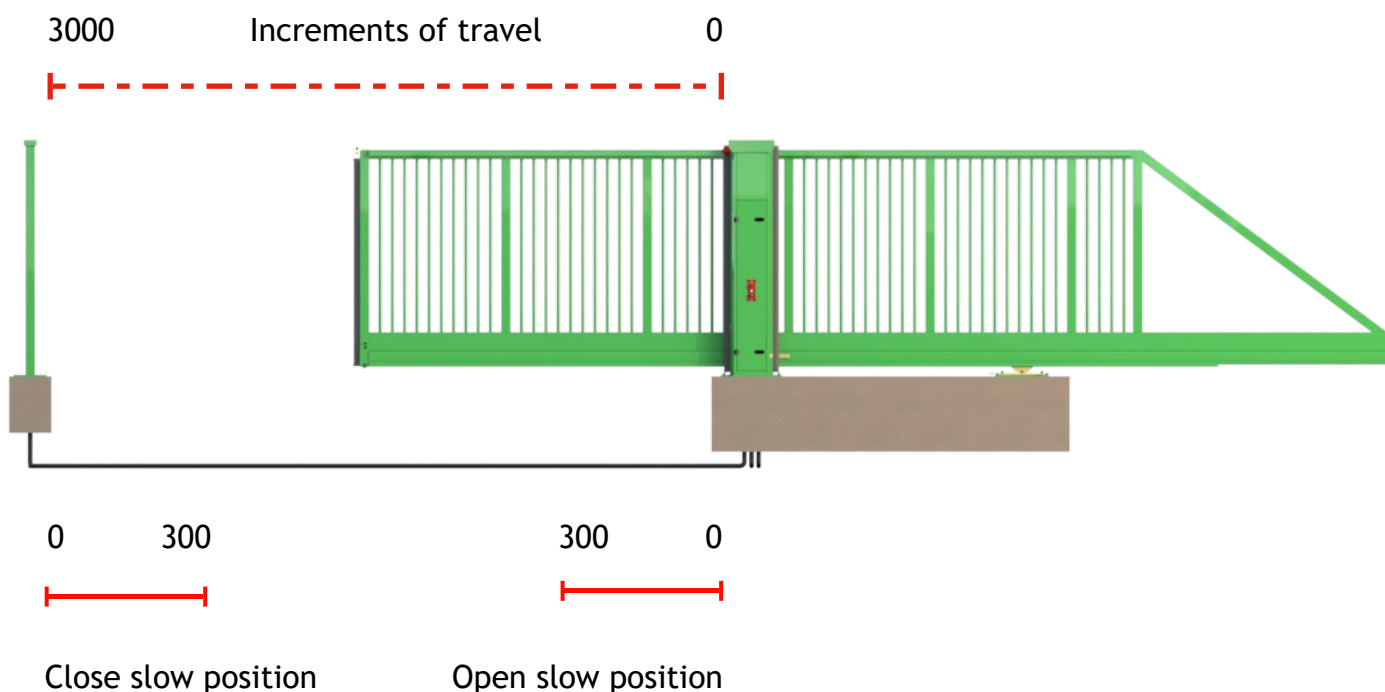 3000 Increments of travel 0
0 300 300 0
Close slow position Open slow position